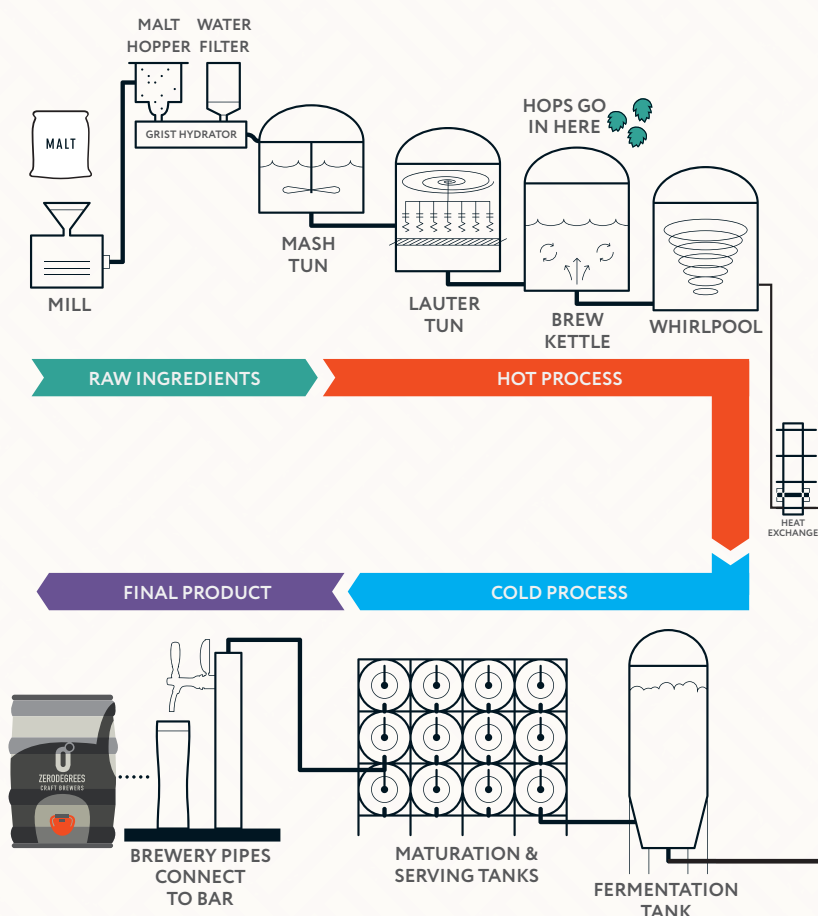 MALT
HOPPER
WATER
FILTER
GRIST HYDRATOR
MALT
MILL
MASH
TUN
LAUTER
TUN
HOPS GO
IN HERE
BREW
KETTLE
WHIRLPOOL
RAW INGREDIENTS
HOT PROCESS
HEAT
EXCHANGE
COLD PROCESS
FINAL PRODUCT
ZERODEGREES
CRAFT BREWERS
BREWERY PIPES
CONNECT
TO BAR
MATURATION &
SERVING TANKS
FERMENTATION
TANK